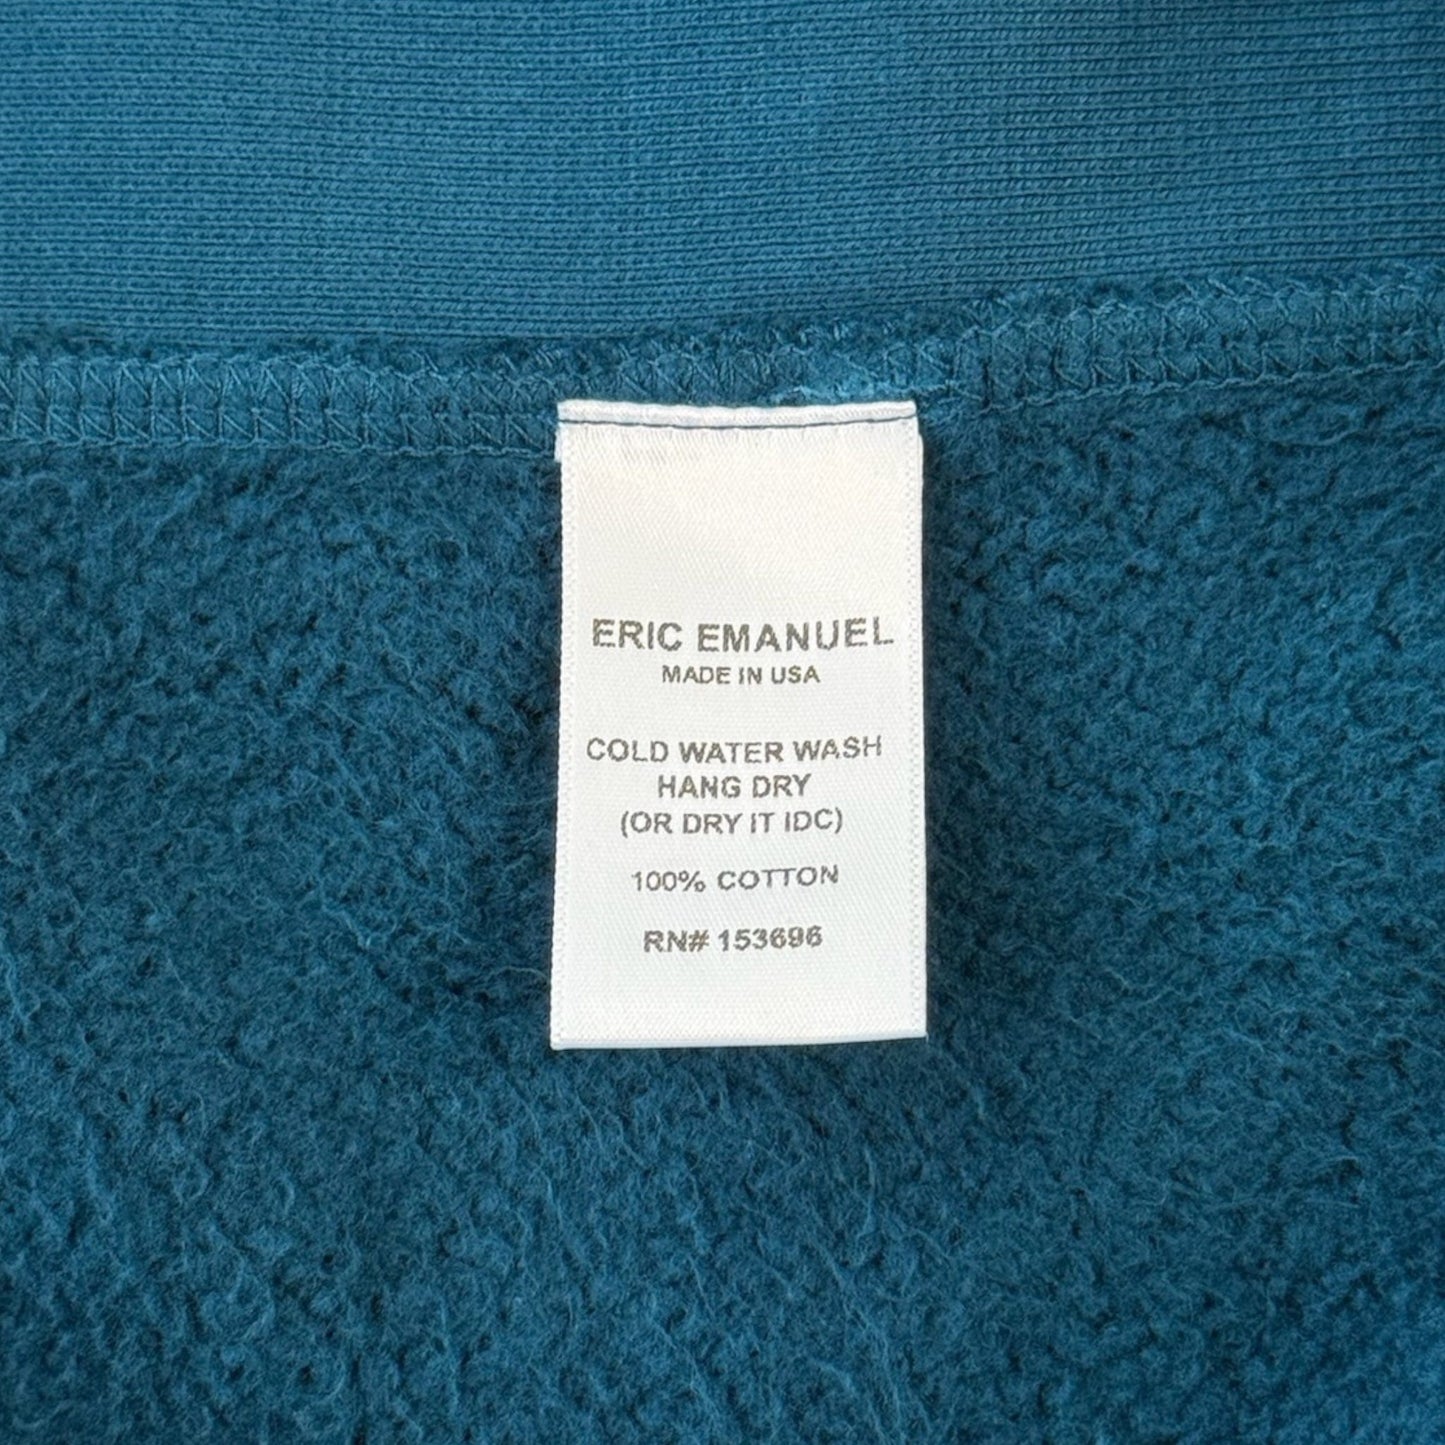 ERIC EMANUEL
MADE IN USA
COLD WATER WASH
HANG DRY
(OR DRY IT IDC)
100% COTTON
RN# 153696